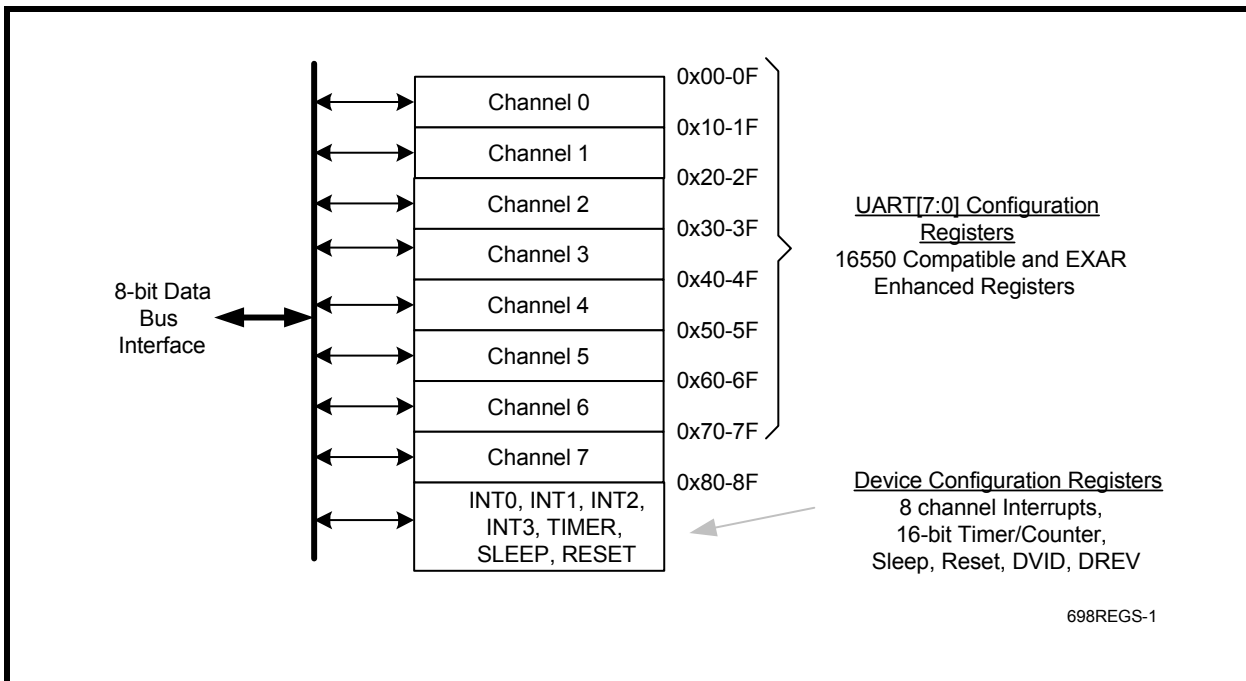 8-bit Data
Bus
Interface
0x00-0F
Channel 0
0x10-1F
Channel 1
0x20-2F
Channel 2
0x30-3F
Channel 3
0x40-4F
Channel 4
0x50-5F
Channel 5
0x60-6F
Channel 6
0x70-7F
Channel 7
0x80-8F
INT0, INT1, INT2,
INT3, TIMER,
SLEEP, RESET
UART[7:0] Configuration
Registers
16550 Compatible and EXAR
Enhanced Registers
Device Configuration Registers
8 channel Interrupts,
16-bit Timer/Counter,
Sleep, Reset, DVID, DREV
698REGS-1